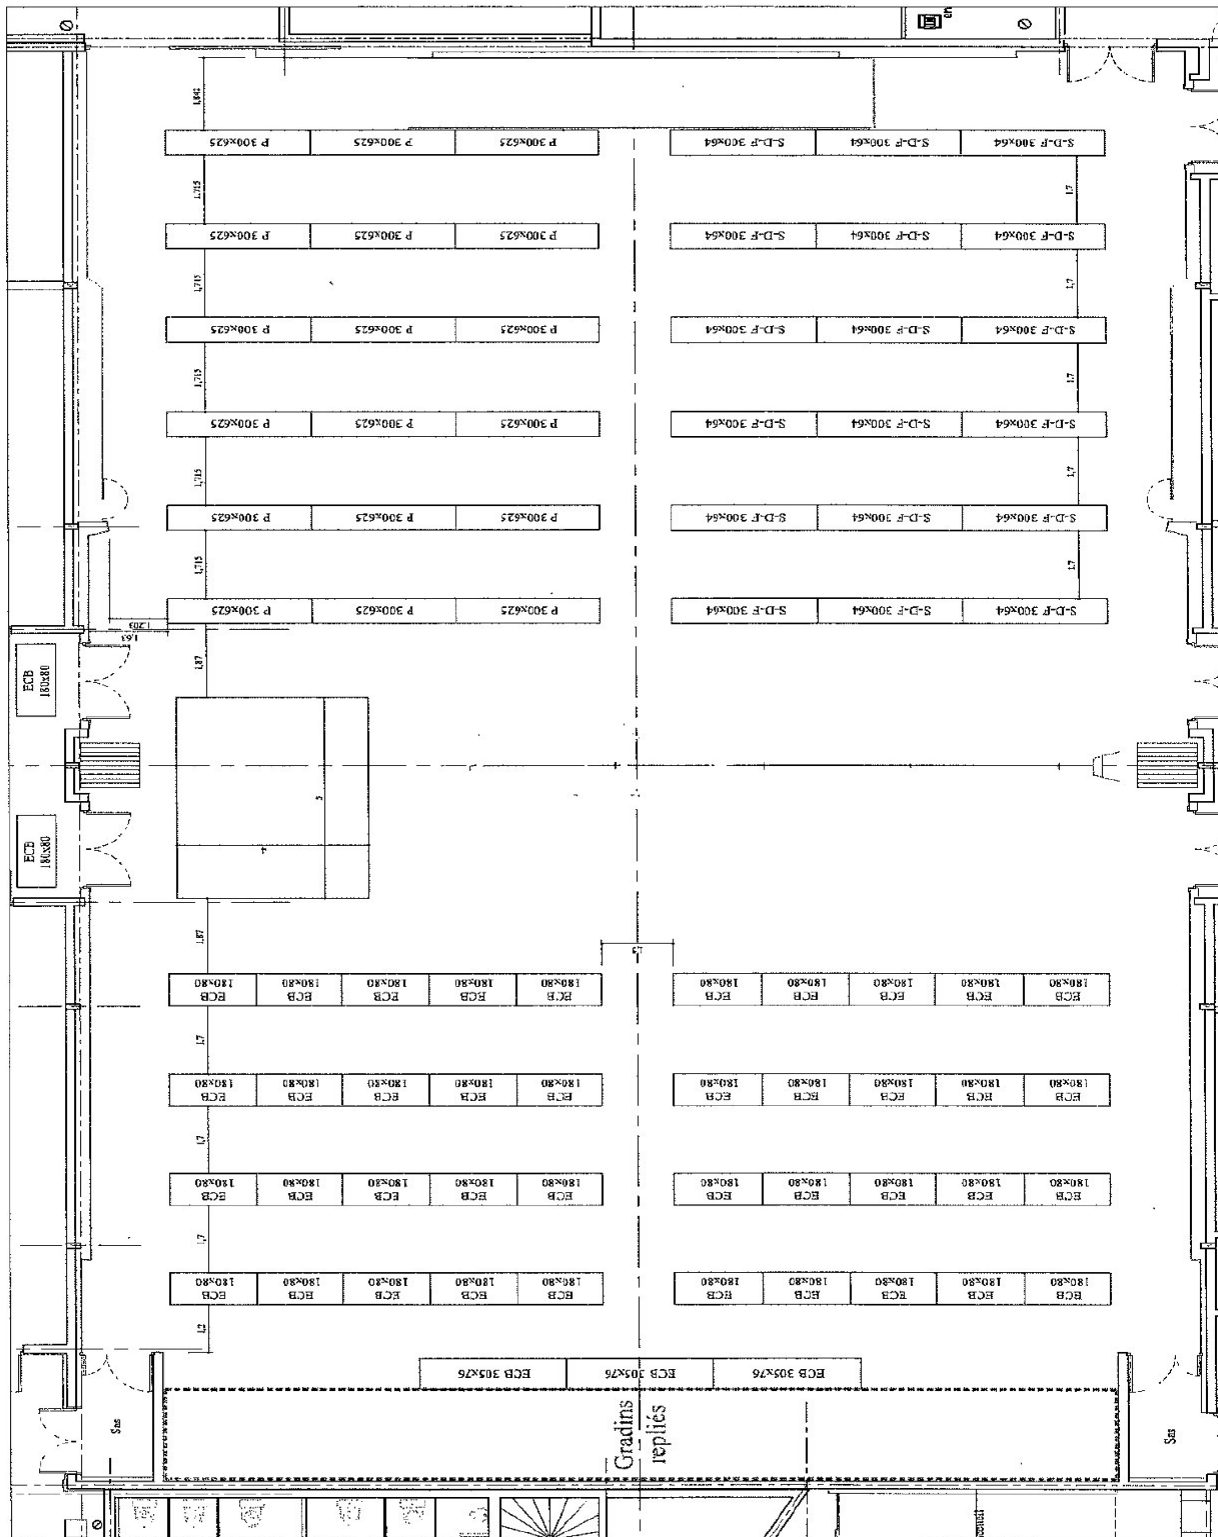 en
1,842
P 300x625 P 300x625 P 300x625 S-D-F 300x64 S-D-F 300x64 S-D-F 300x64
1,715 1,7
P 300x625 P 300x625 P 300x625 S-D-F 300x64 S-D-F 300x64 S-D-F 300x64
1,715 1,7
P 300x625 P 300x625 P 300x625 S-D-F 300x64 S-D-F 300x64 S-D-F 300x64
1,715 1,7
P 300x625 P 300x625 P 300x625 S-D-F 300x64 S-D-F 300x64 S-D-F 300x64
1,715 1,7
P 300x625 P 300x625 P 300x625 S-D-F 300x64 S-D-F 300x64 S-D-F 300x64
1,715 1,7
P 300x625 P 300x625 P 300x625 S-D-F 300x64 S-D-F 300x64 S-D-F 300x64
1,203
1,63
1,87
ECB
180x80
5
4
ECB
180x80
1,87
ECB ECB ECB ECB ECB ECB ECB ECB ECB ECB
180x80 180x80 180x80 180x80 180x80 180x80 180x80 180x80 180x80 180x80
1,7
ECB ECB ECB ECB ECB ECB ECB ECB ECB ECB
180x80 180x80 180x80 180x80 180x80 180x80 180x80 180x80 180x80 180x80
1,7
ECB ECB ECB ECB ECB ECB ECB ECB ECB ECB
180x80 180x80 180x80 180x80 180x80 180x80 180x80 180x80 180x80 180x80
1,7
ECB ECB ECB ECB ECB ECB ECB ECB ECB ECB
180x80 180x80 180x80 180x80 180x80 180x80 180x80 180x80 180x80 180x80
1,2
ECB 305x76 ECB 305x76 ECB 305x76
Sas
Gradins
repliés
Sas